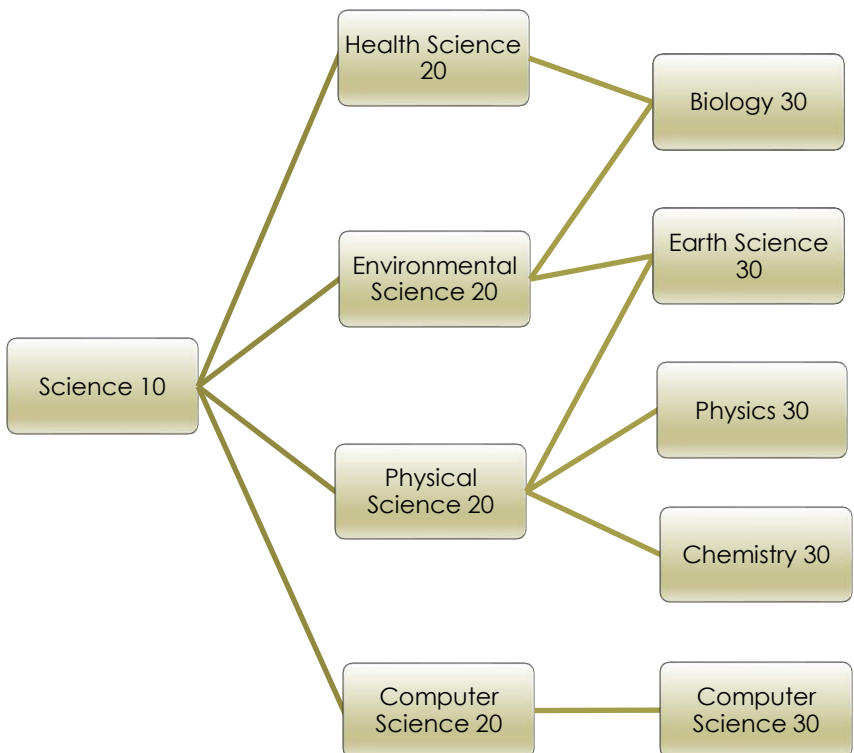 Health Science
20
Biology 30
Environmental
Science 20
Earth Science
30
Science 10
Physics 30
Physical
Science 20
Chemistry 30
Computer
Science 20
Computer
Science 30